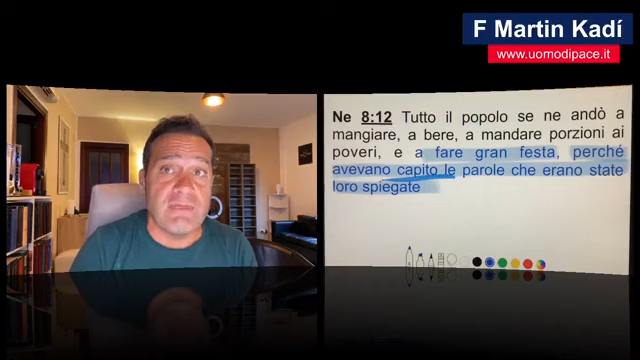 F Martin Kadí
www.uomodipace.it
Ne 8:12 Tutto il popolo se ne andò a
mangiare, a bere, a mandare porzioni ai
poveri, e a fare gran festa, perché
avevano capito le parole che erano state
loro spiegate